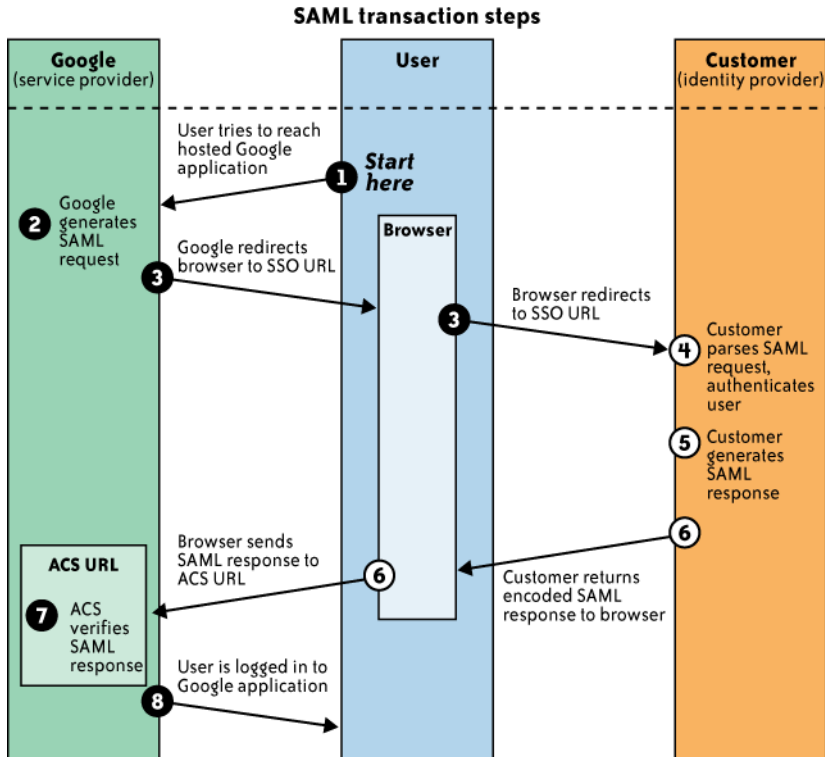 SAML transaction steps
Google
(service provider)
User
Customer
(identity provider)
User tries to reach
hosted Google
application
1
Start
here
2
Google
generates
SAML
request
Browser
3
Google redirects
browser to SSO URL
3
Browser redirects
to SSO URL
4
Customer
parses SAML
request,
authenticates
user
5
Customer
generates
SAML
response
6
Customer returns
encoded SAML
response to browser
6
Browser sends
SAML response to
ACS URL
ACS URL
7
ACS
verifies
SAML
response
8
User is logged in to
Google application